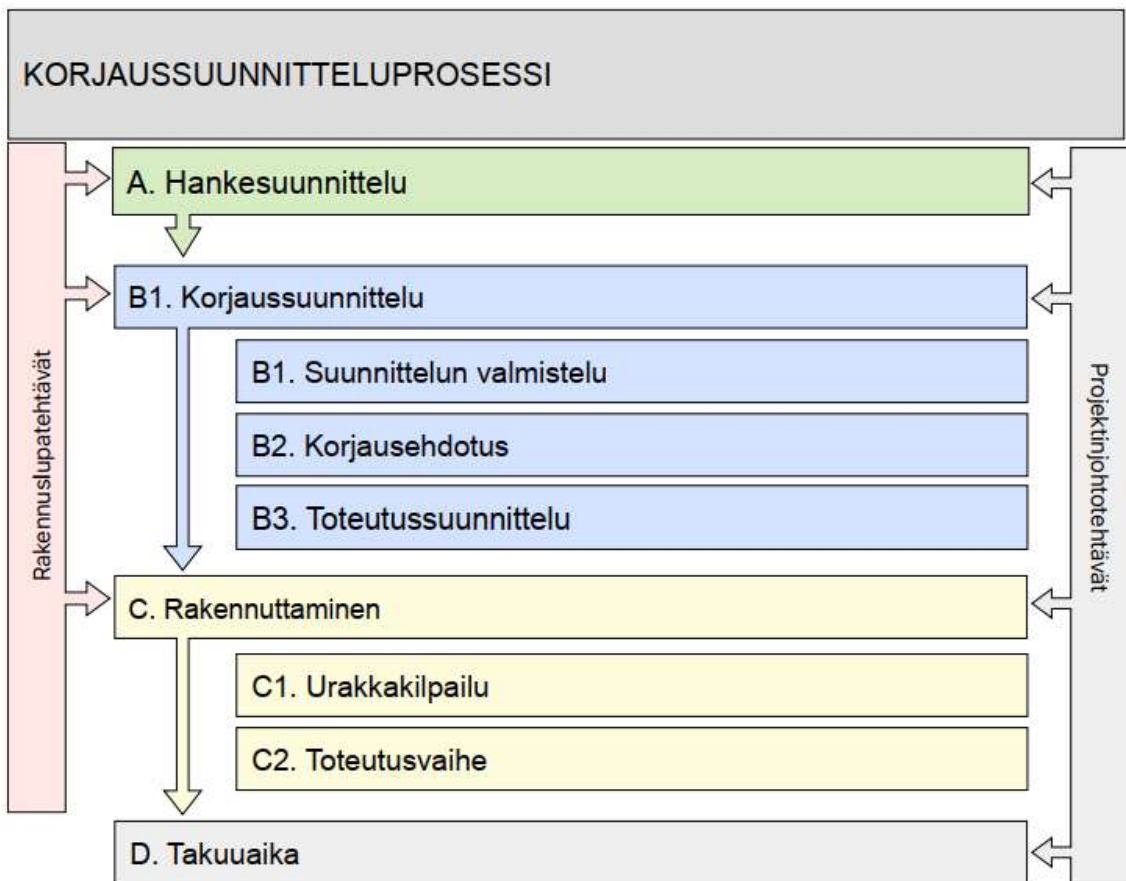 KORJAUSSUUNNITTELUPROSESSI
A. Hankesuunnittelu
B1. Korjaussuunnittelu
B1. Suunnittelun valmistelu
B2. Korjausehdotus
B3. Toteutussuunnittelu
C. Rakennuttaminen
C1. Urakkakilpailu
C2. Toteutusvaihe
D. Takuuaika
Rakennuslupatehtävät
Projektinjohtotehtävät